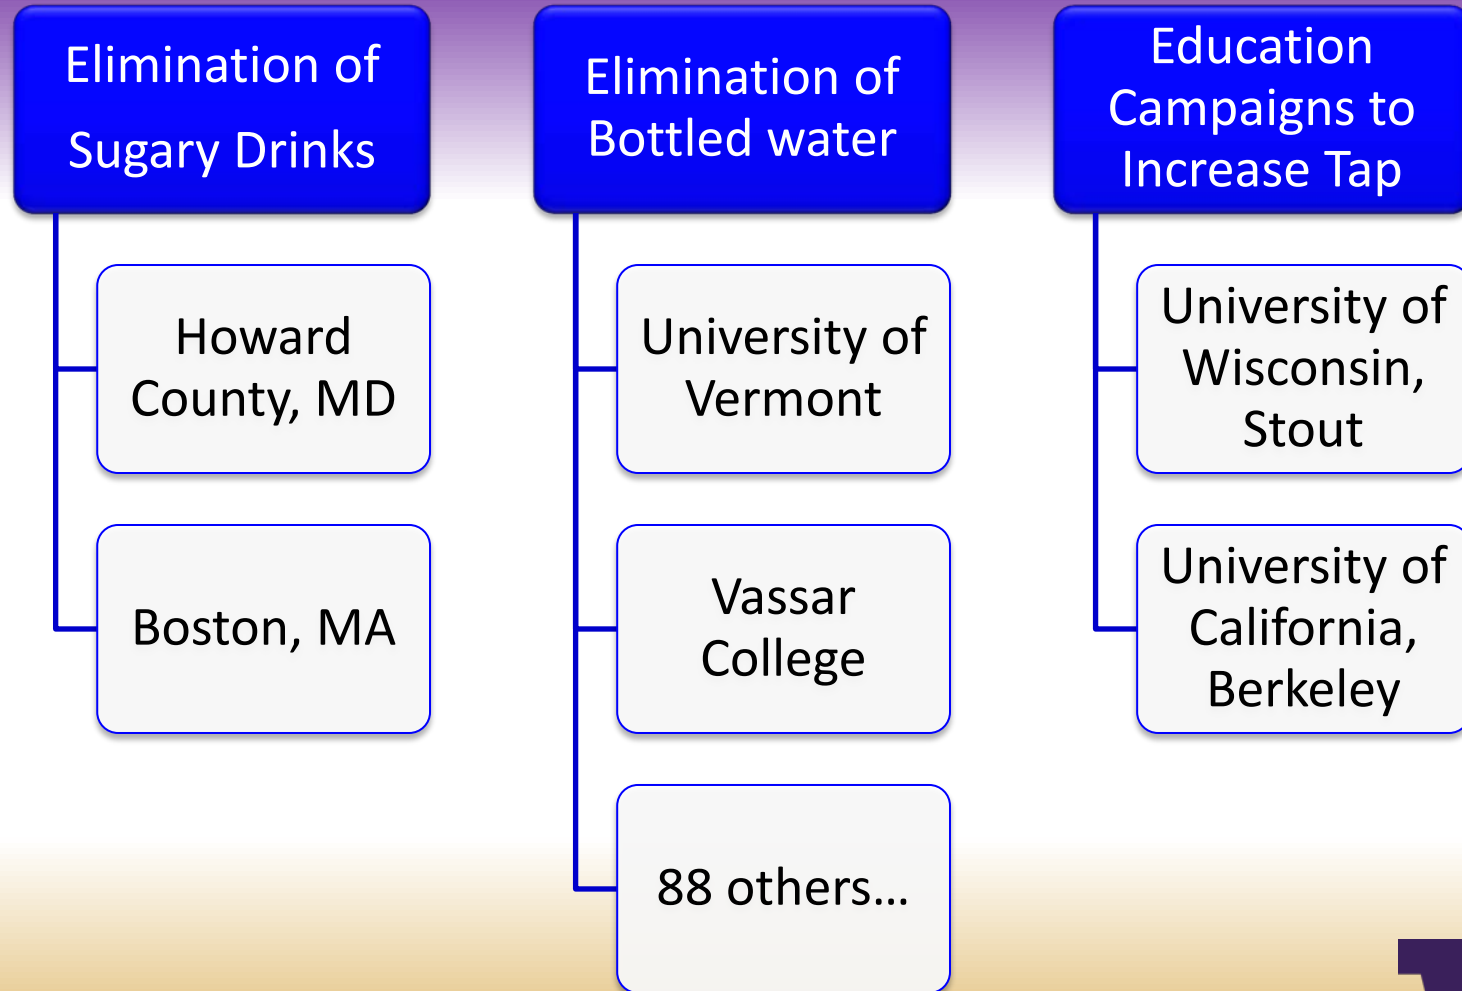 Elimination of
Sugary Drinks
Howard
County, MD
Boston, MA
Elimination of
Bottled water
University of
Vermont
Vassar
College
88 others…
Education
Campaigns to
Increase Tap
University of
Wisconsin,
Stout
University of
California,
Berkeley